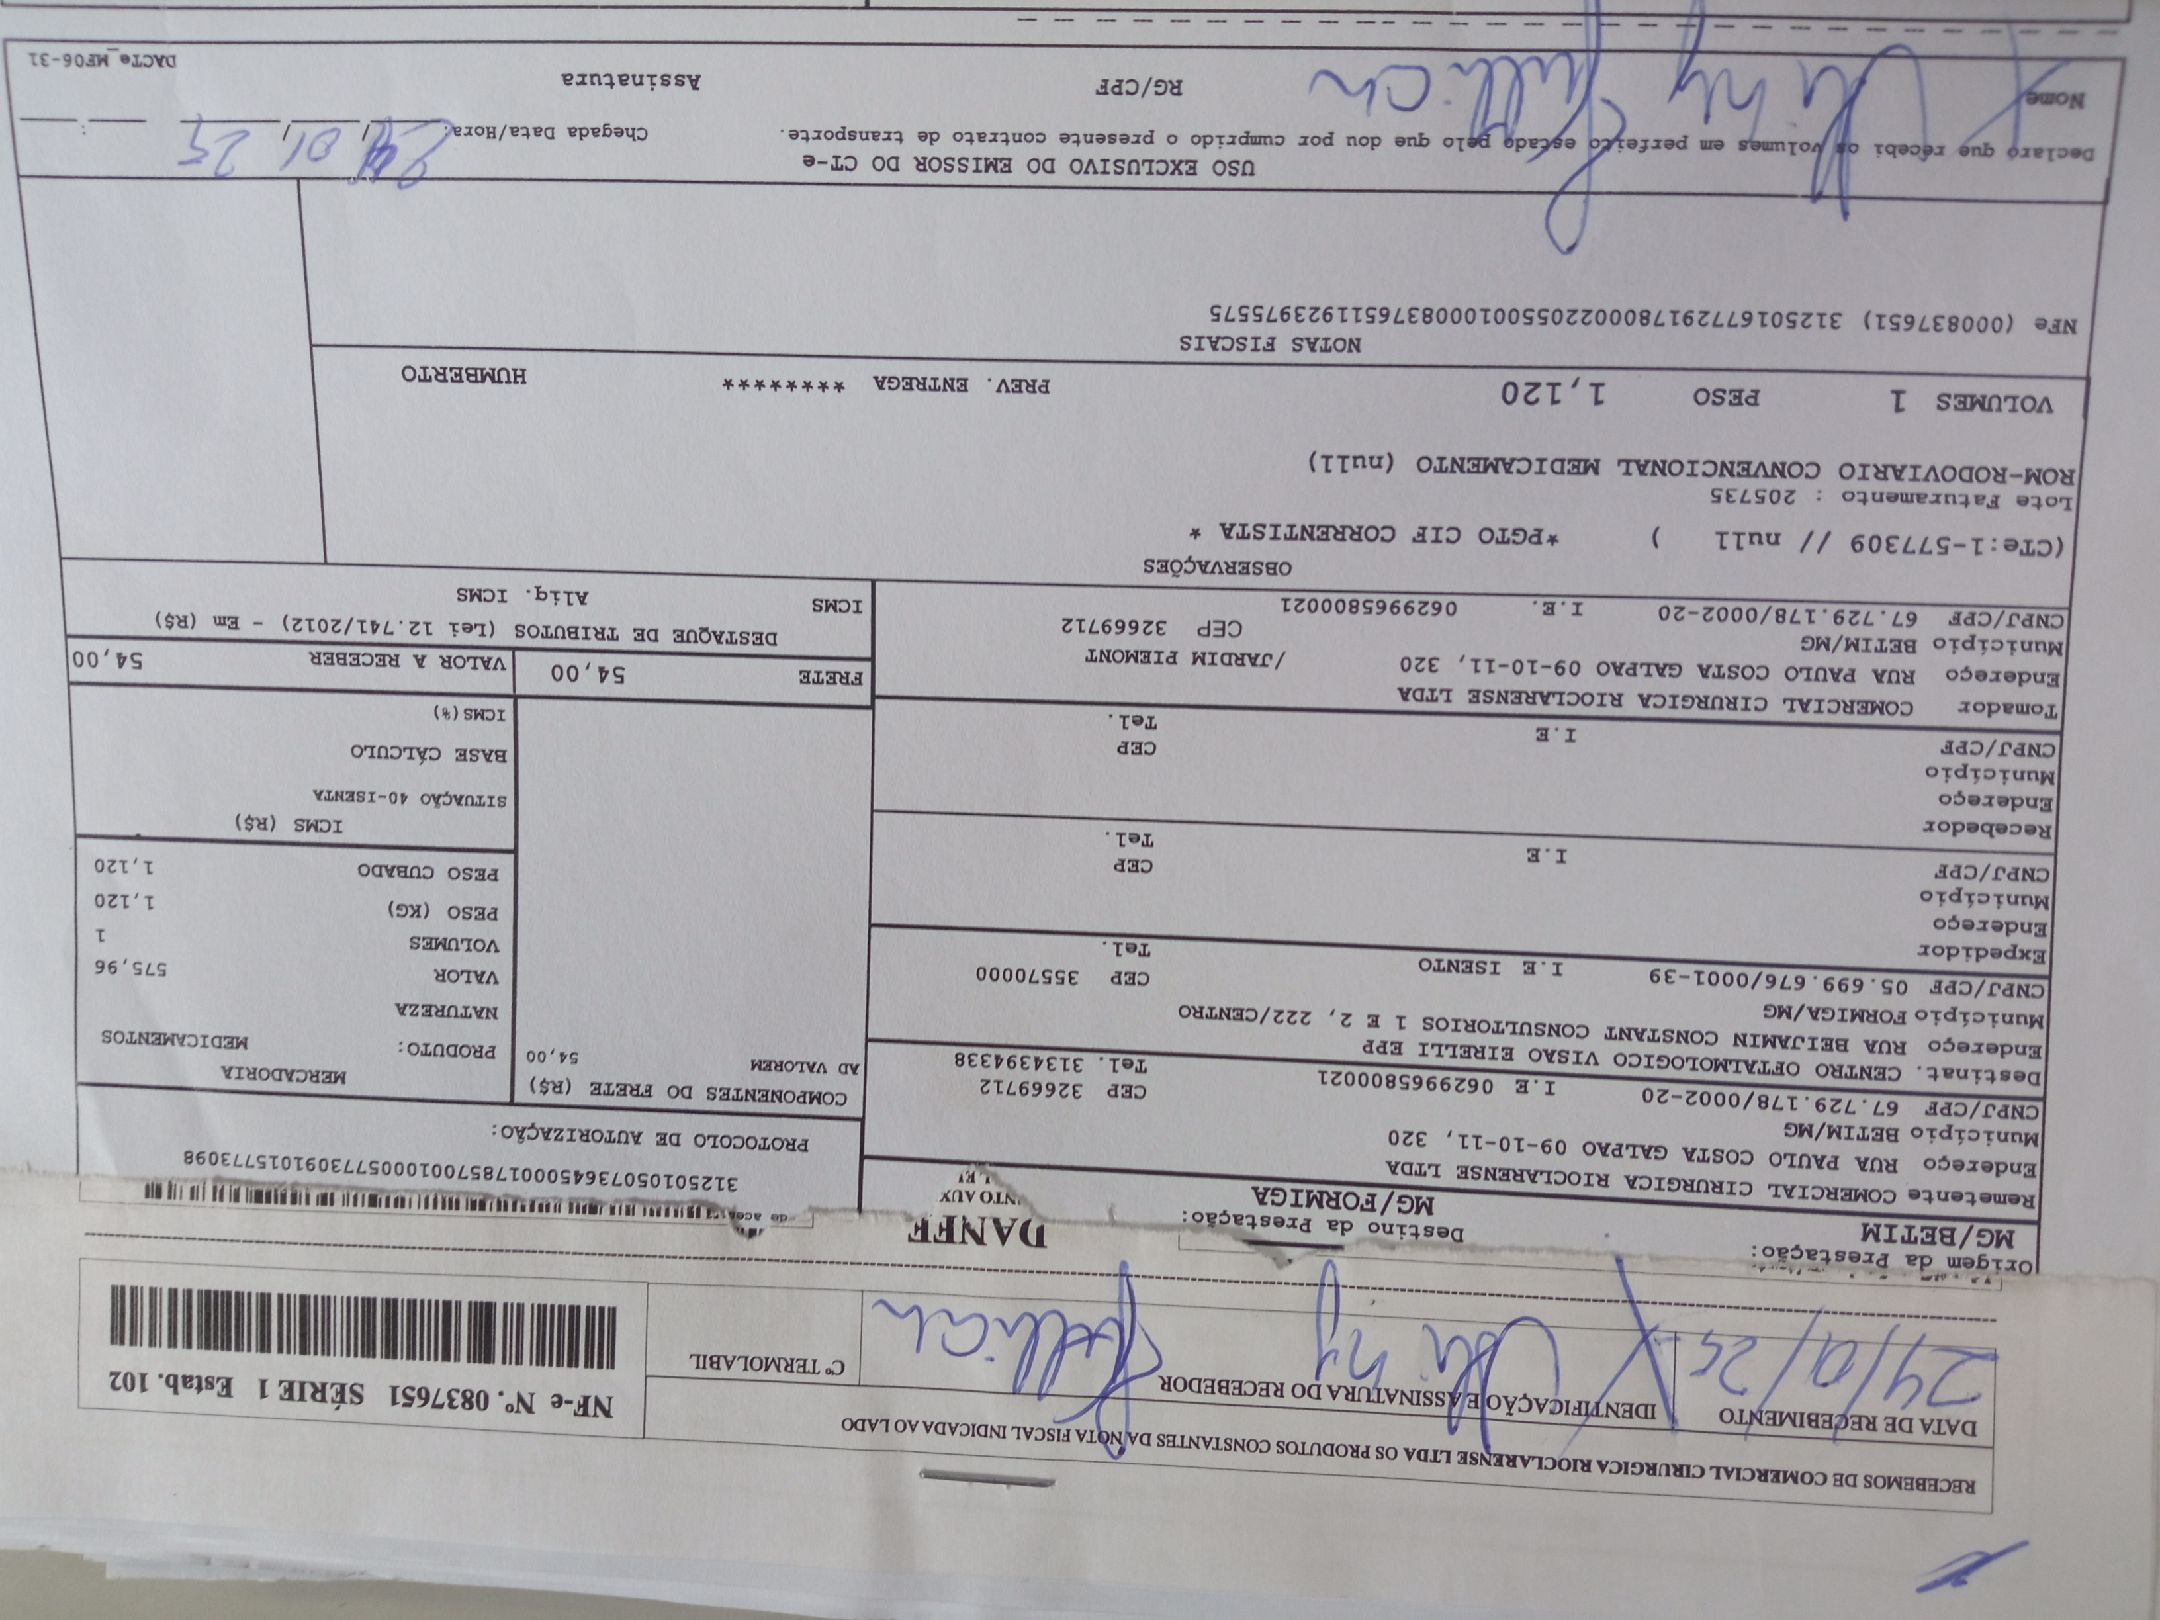 RECEBEMOS DE COMERCIAL CIRURGICA RIOCLARENSE LTDA OS PRODUTOS CONSTANTES DA NOTA FISCAL INDICADA AO LADO
DATA DE RECEBIMENTO
24/01/25
IDENTIFICAÇÃO E ASSINATURA DO RECEBEDOR
Cº TERMOLABIL
NF-e Nº. 0837651 SÉRIE 1 Estab. 102
DANFE
Origem da Prestação:
MG/BETIM
Destino da Prestação:
MG/FORMIGA
Remetente COMERCIAL CIRURGICA RIOCLARENSE LTDA
Endereço RUA PAULO COSTA GALPAO 09-10-11, 320
Município BETIM/MG
CEP 32669712
CNPJ/CPF 67.729.178/0002-20 I.E 0629965800021
Tel. 3134394338
Destinat. CENTRO OFTALMOLOGICO VISAO EIRELLI EPP
Endereço RUA BEIJAMIN CONSTANT CONSULTORIOS 1 E 2, 222/CENTRO
Município FORMIGA/MG
CEP 35570000
CNPJ/CPF 05.699.676/0001-39 I.E ISENTO
Tel.
Expedidor
Endereço
Município
CEP
CNPJ/CPF I.E
Tel.
Recebedor
Endereço
Município
CEP
CNPJ/CPF I.E
Tel.
Tomador COMERCIAL CIRURGICA RIOCLARENSE LTDA
Endereço RUA PAULO COSTA GALPAO 09-10-11, 320 /JARDIM PIEMONT
Município BETIM/MG CEP 32669712
CNPJ/CPF 67.729.178/0002-20 I.E. 0629965800021
31250105073645000178570010005773091015773098
PROTOCOLO DE AUTORIZAÇÃO:
COMPONENTES DO FRETE (R$)
AD VALOREM 54,00
MERCADORIA
PRODUTO: MEDICAMENTOS
NATUREZA
VALOR 575,96
VOLUMES 1
PESO (KG) 1,120
PESO CUBADO 1,120
ICMS (R$)
SITUAÇÃO 40-ISENTA
BASE CÁLCULO
ICMS(%)
FRETE 54,00
VALOR A RECEBER 54,00
DESTAQUE DE TRIBUTOS (Lei 12.741/2012) - Em (R$)
ICMS Aliq. ICMS
OBSERVAÇÕES
(CTe:1-577309 // null ) *PGTO CIF CORRENTISTA *
Lote Faturamento : 205735
ROM-RODOVIARIO CONVENCIONAL MEDICAMENTO (null)
VOLUMES 1 PESO 1,120 PREV. ENTREGA ******** HUMBERTO
NOTAS FISCAIS
NFe (000837651) 31250167729178000220550010008376511923975575
USO EXCLUSIVO DO EMISSOR DO CT-e
Declaro que recebi os volumes em perfeito estado pelo que dou por cumprido o presente contrato de transporte.
Chegada Data/Hora: 24/01/25
Nome RG/CPF Assinatura
DACTe_MF06-31